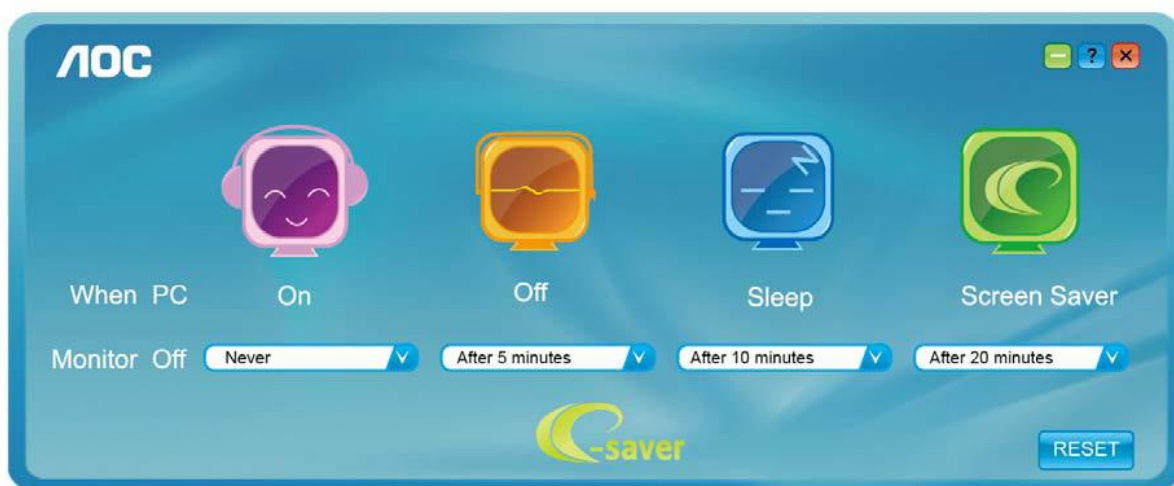 AOC
?
When PC On Off Sleep Screen Saver
Monitor Off Never After 5 minutes After 10 minutes After 20 minutes
e-saver
RESET